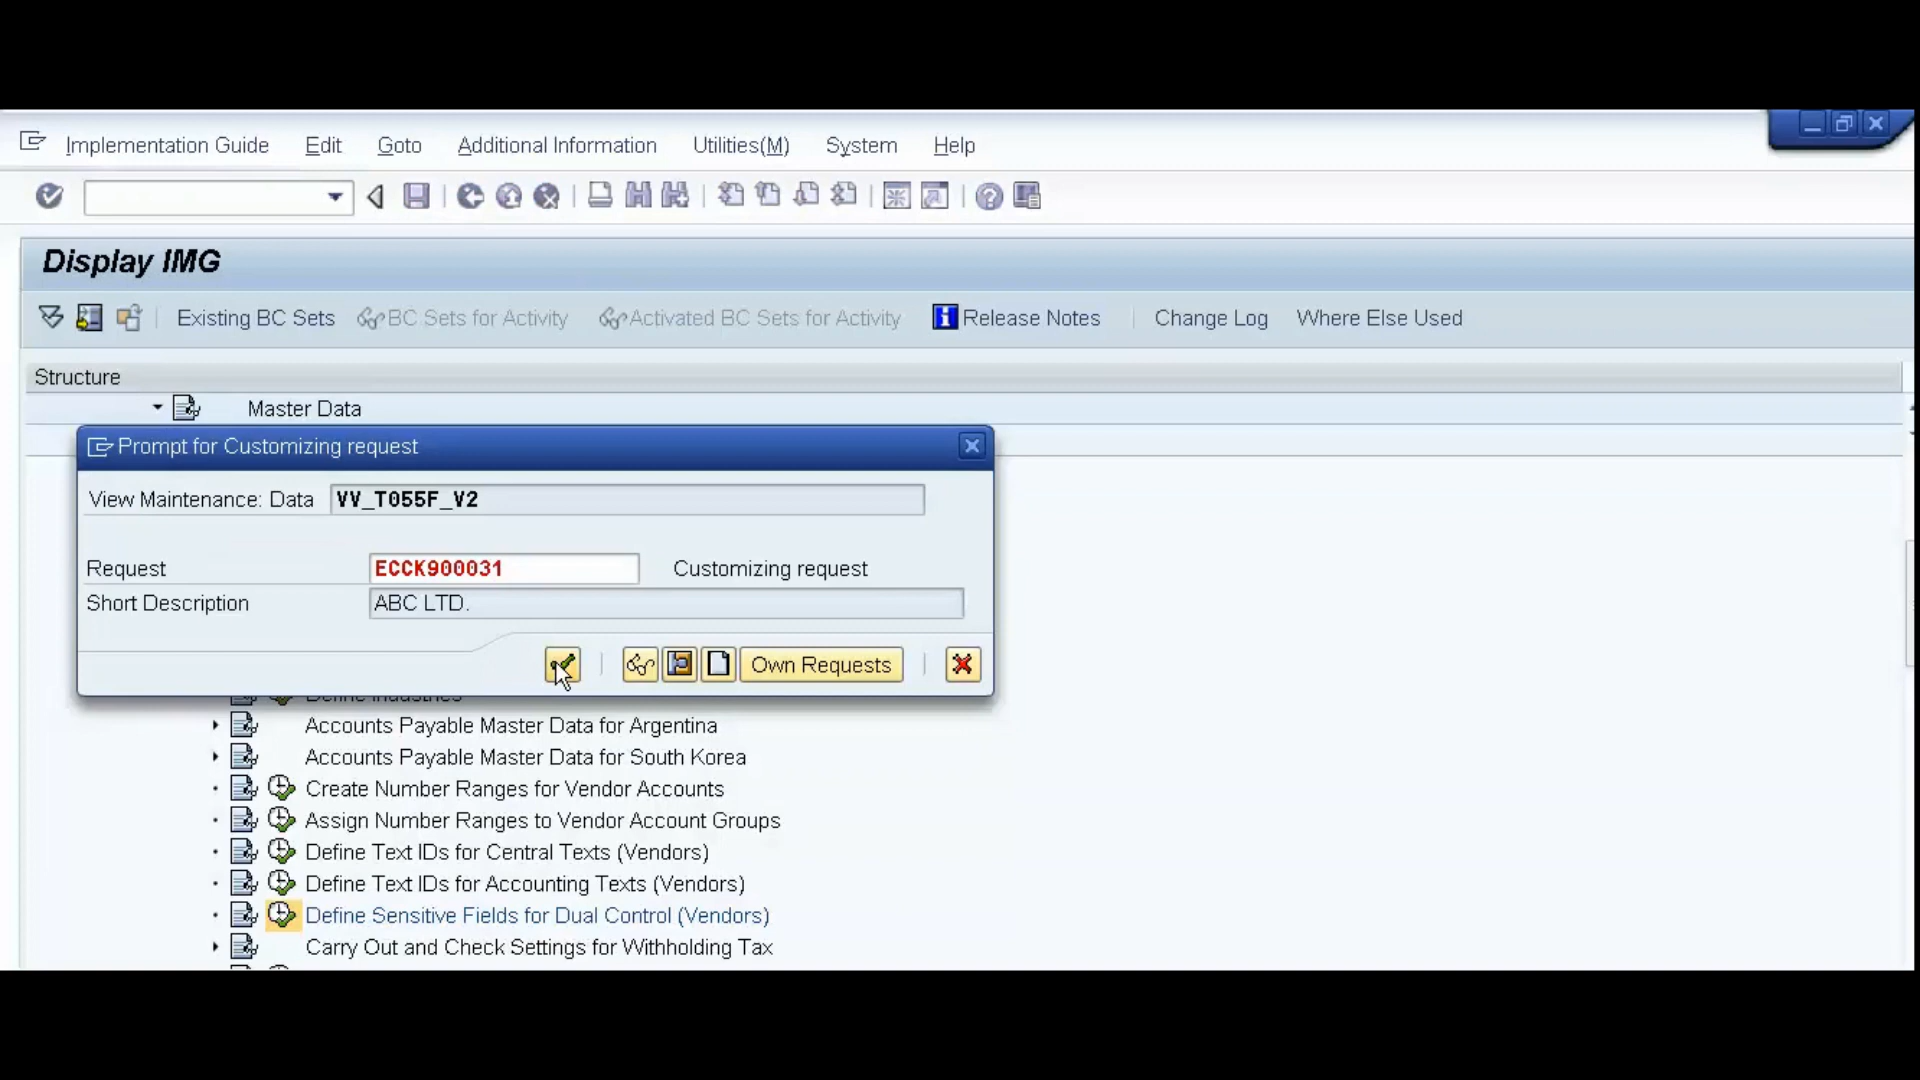 Implementation Guide Edit Goto Additional Information Utilities(M) System Help
Display IMG
Existing BC Sets BC Sets for Activity Activated BC Sets for Activity Release Notes Change Log Where Else Used
Structure
Master Data
Prompt for Customizing request
View Maintenance: Data VV_T055F_V2
Request ECCK900031 Customizing request
Short Description ABC LTD.
Own Requests
Define Industries
Accounts Payable Master Data for Argentina
Accounts Payable Master Data for South Korea
Create Number Ranges for Vendor Accounts
Assign Number Ranges to Vendor Account Groups
Define Text IDs for Central Texts (Vendors)
Define Text IDs for Accounting Texts (Vendors)
Define Sensitive Fields for Dual Control (Vendors)
Carry Out and Check Settings for Withholding Tax